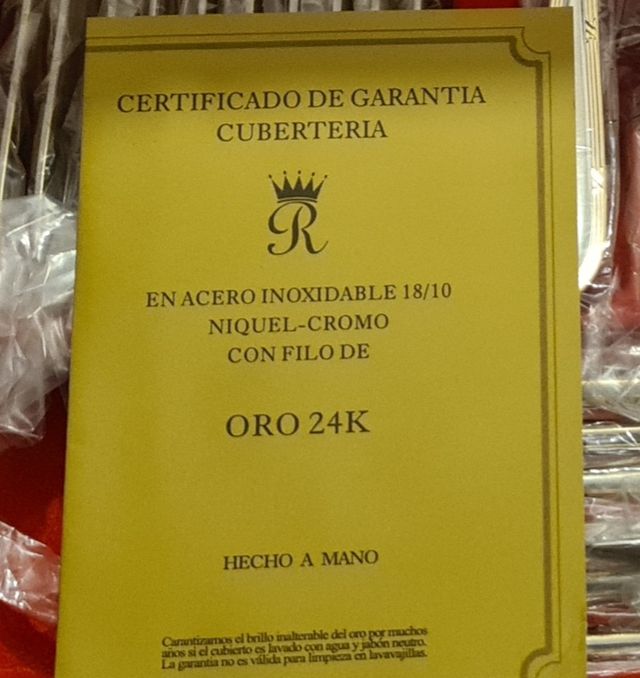 CERTIFICADO DE GARANTIA
CUBERTERIA
R
EN ACERO INOXIDABLE 18/10
NIQUEL-CROMO
CON FILO DE
ORO 24K
HECHO A MANO
Garantizamos el brillo inalterable del oro por muchos
años si el cubierto es lavado con agua y jabón neutro.
La garantia no es válida para limpieza en lavavajillas.